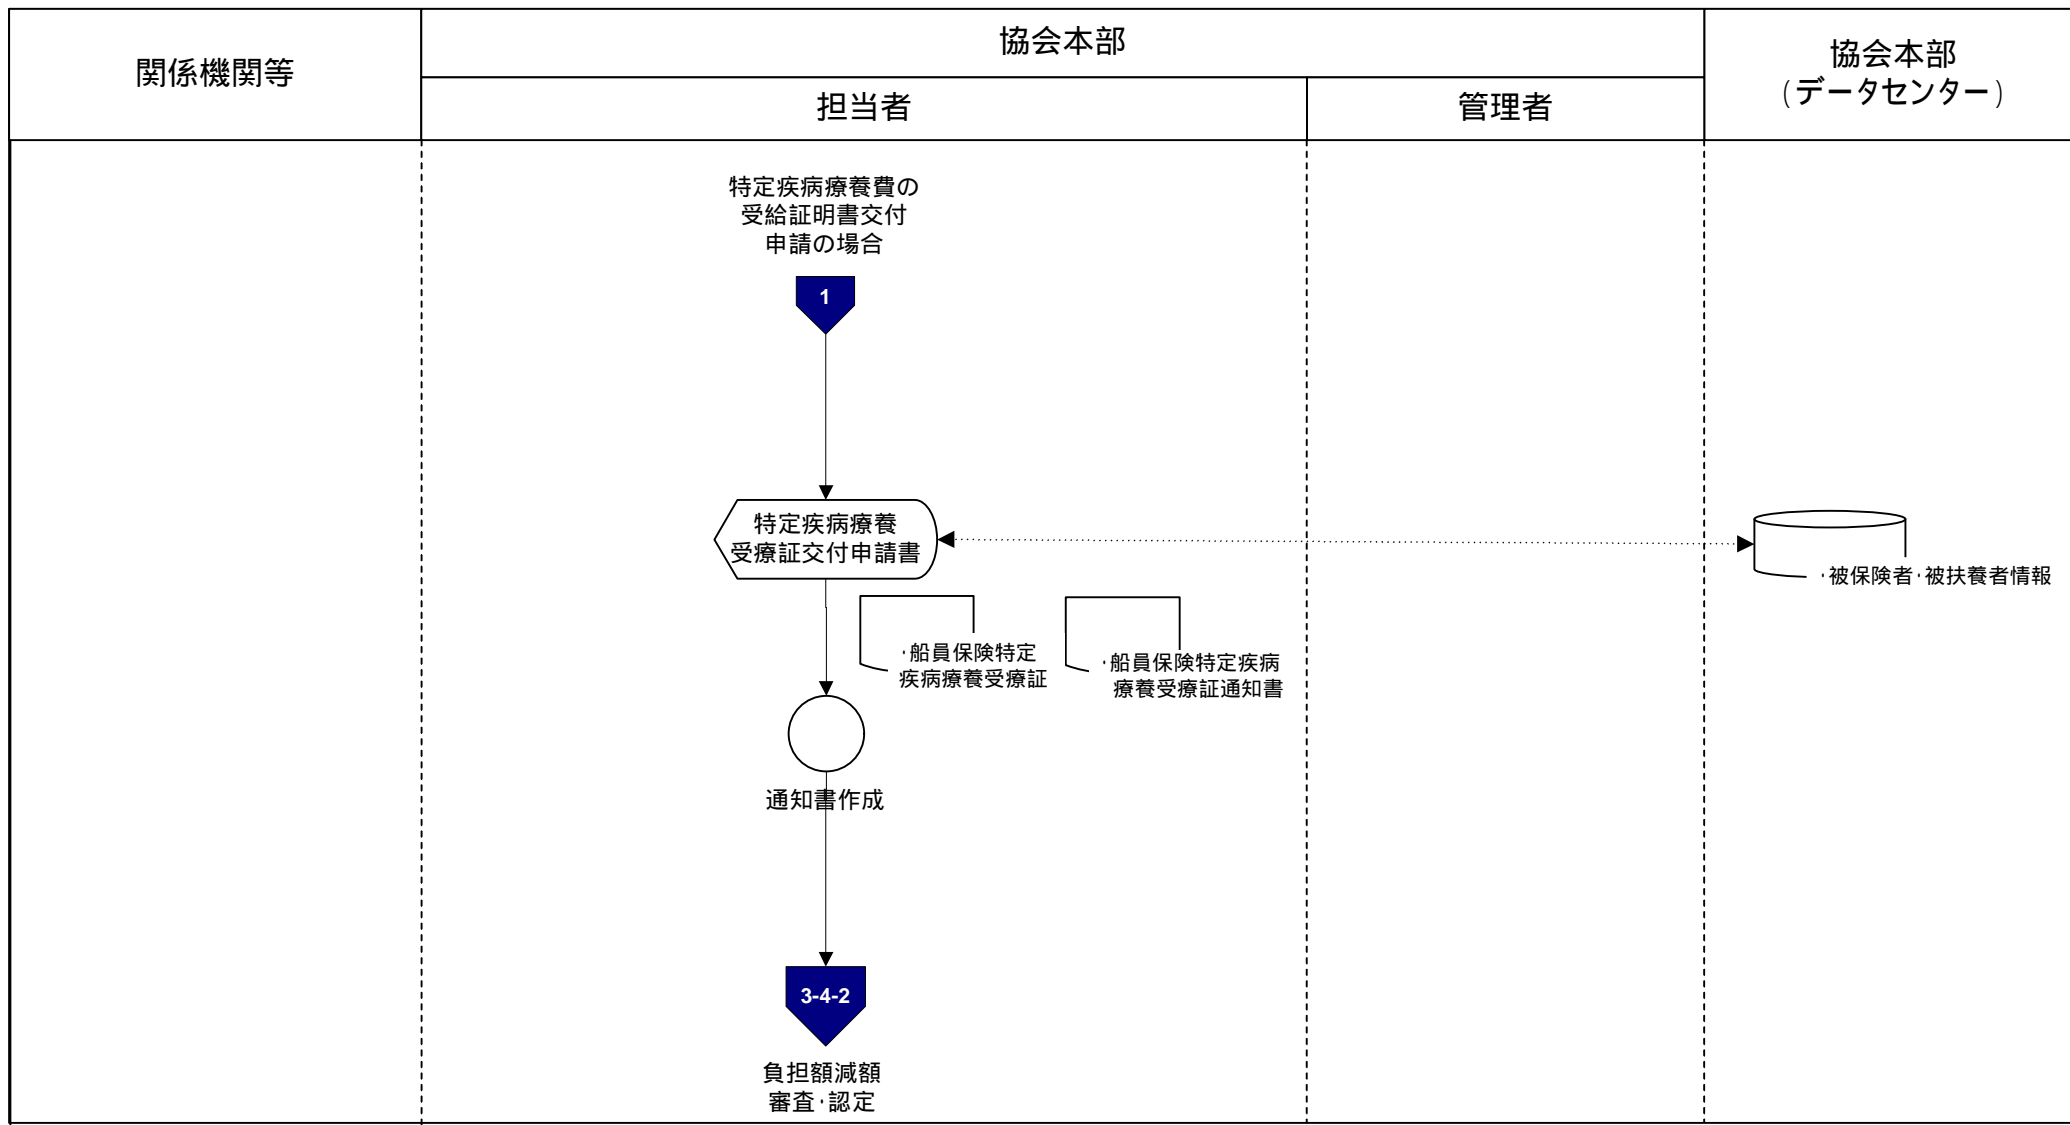 関係機関等
協会本部
担当者
管理者
協会本部
(データセンター)
特定疾病療養費の
受給証明書交付
申請の場合
1
特定疾病療養
受療証交付申請書
・被保険者・被扶養者情報
・船員保険特定
疾病療養受療証
・船員保険特定疾病
療養受療証通知書
通知書作成
3-4-2
負担額減額
審査・認定